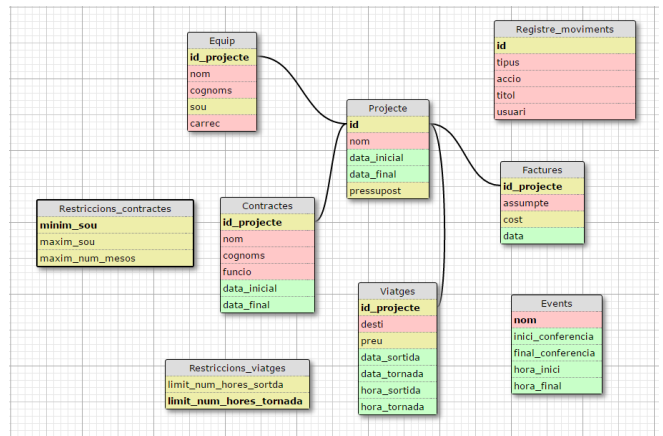 Equip
id_projecte
nom
cognoms
sou
carrec
Registre_moviments
id
tipus
accio
titol
usuari
Projecte
id
nom
data_inicial
data_final
pressupost
Factures
id_projecte
assumpte
cost
data
Restriccions_contractes
minim_sou
maxim_sou
maxim_num_mesos
Contractes
id_projecte
nom
cognoms
funcio
data_inicial
data_final
Viatges
id_projecte
desti
preu
data_sortida
data_tornada
hora_sortida
hora_tornada
Events
nom
inici_conferencia
final_conferencia
hora_inici
hora_final
Restriccions_viatges
limit_num_hores_sortda
limit_num_hores_tornada